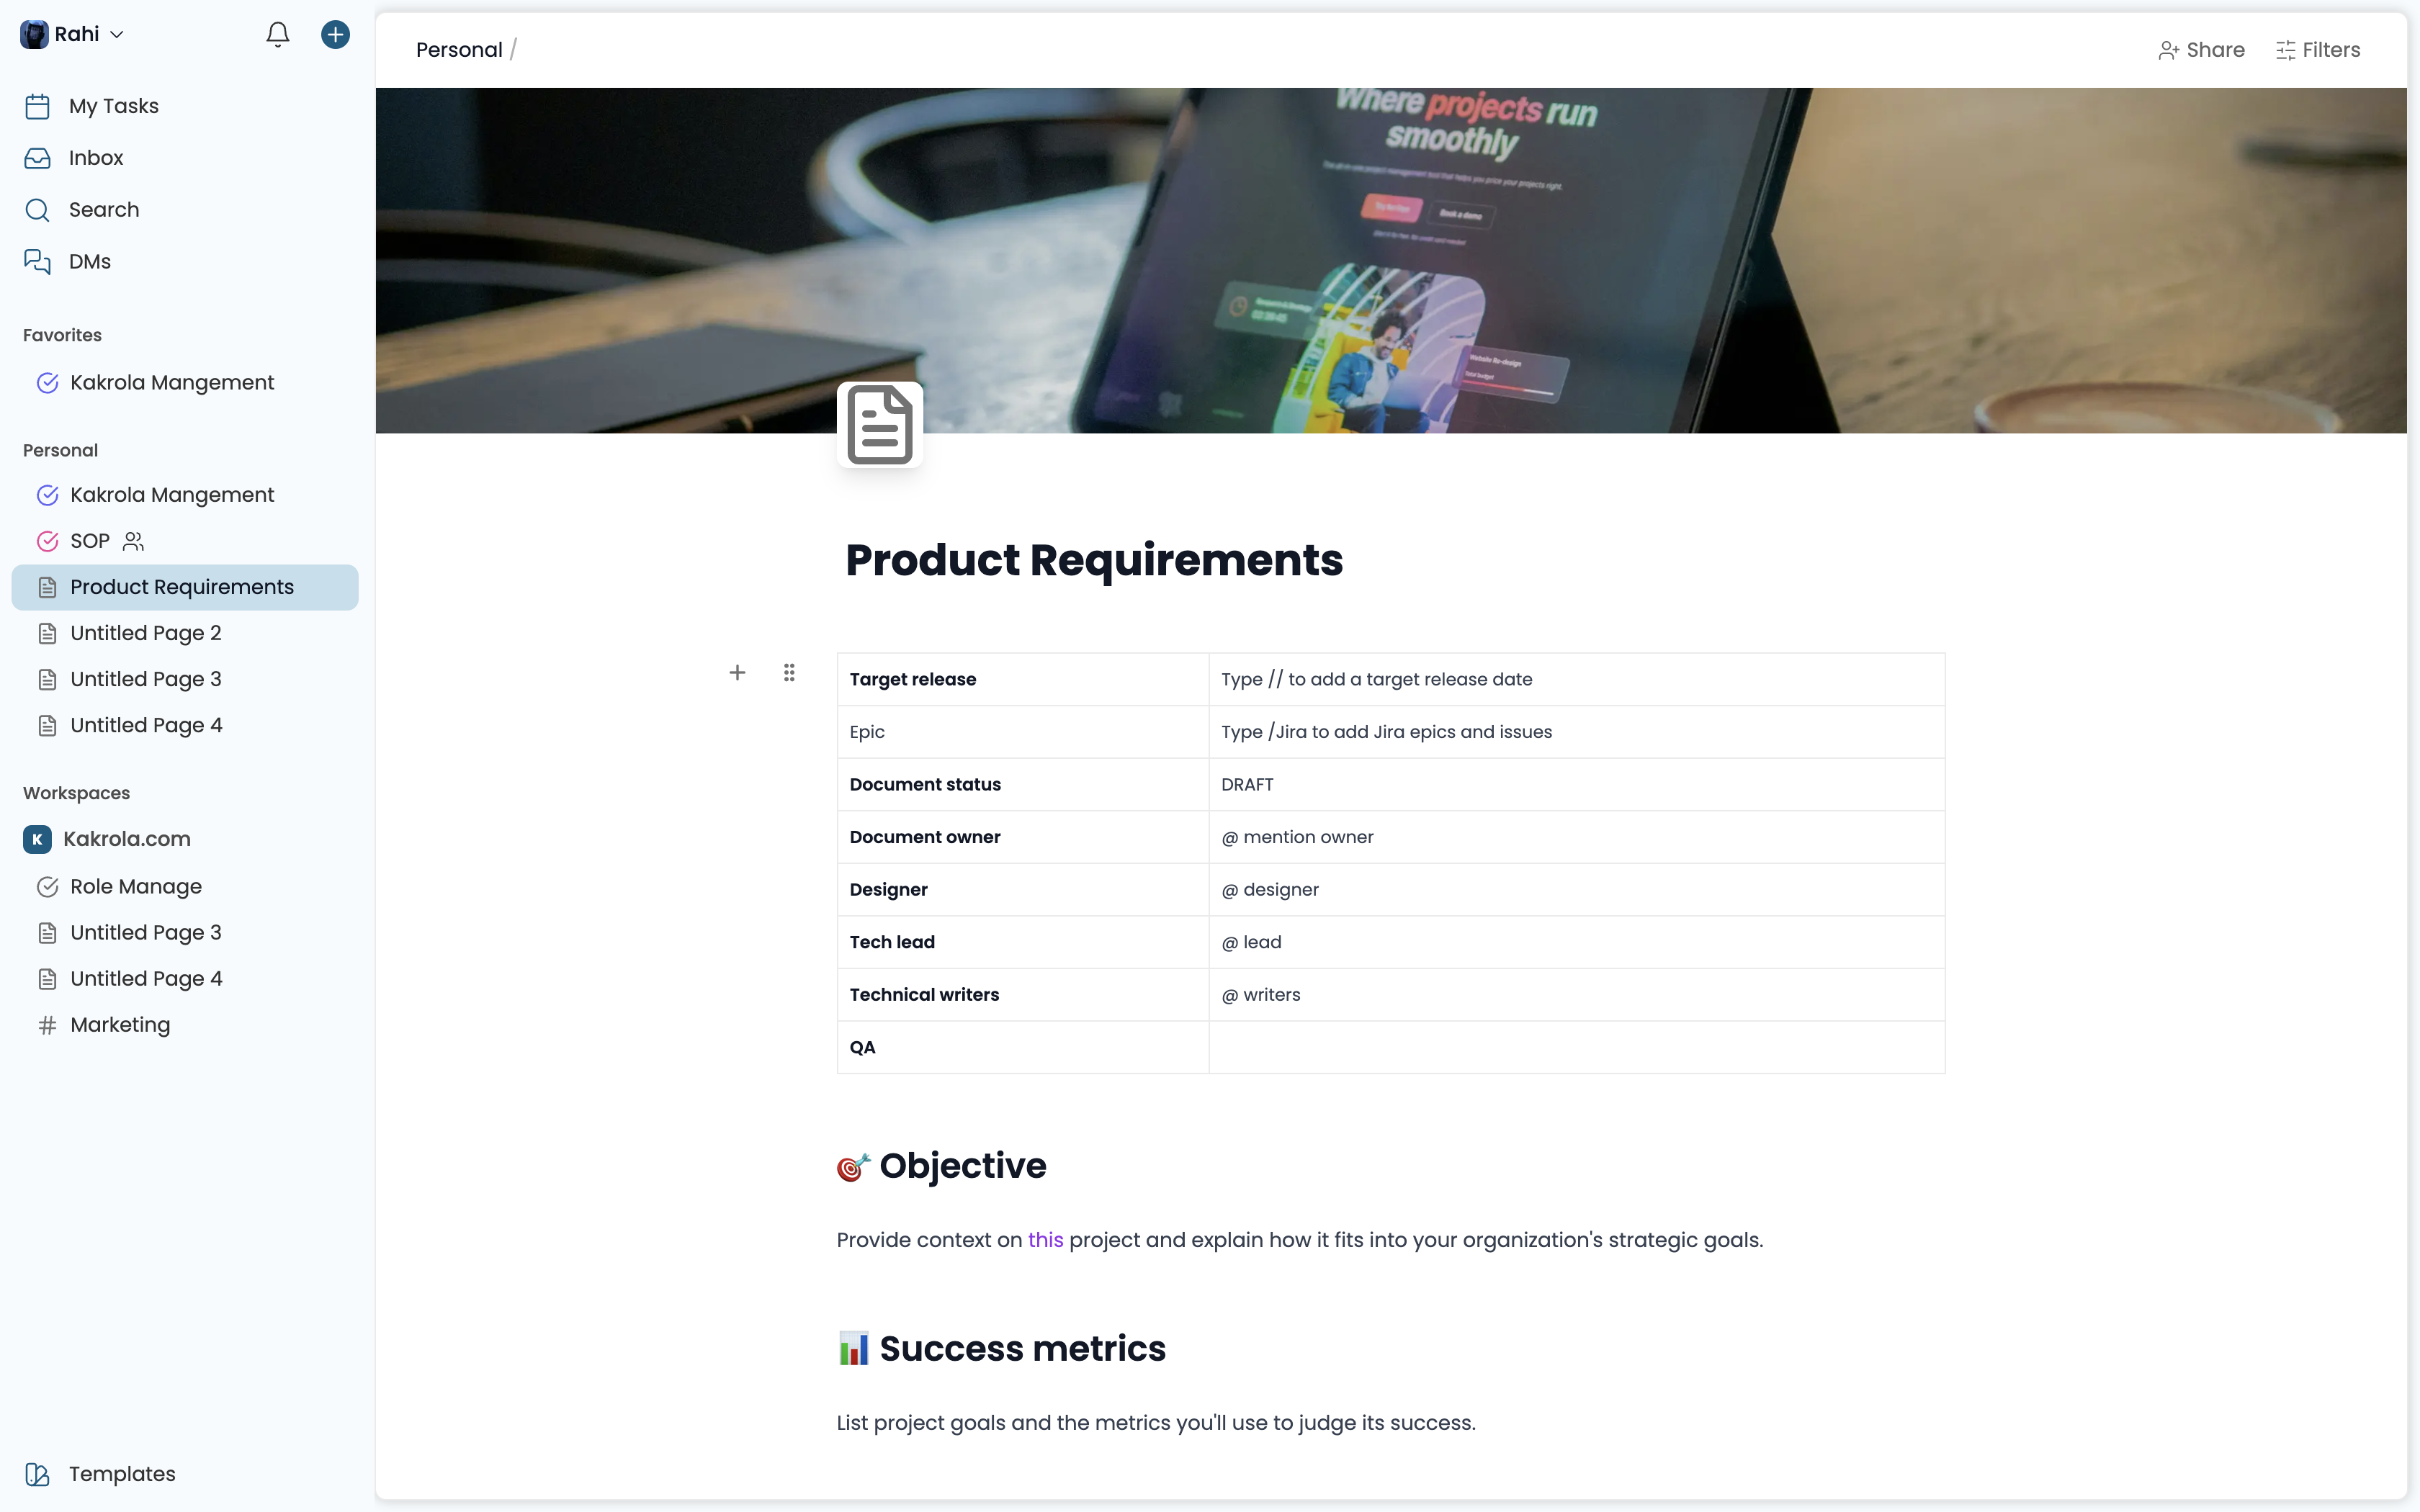 Rahi
My Tasks
Inbox
Search
DMs
Favorites
Kakrola Mangement
Personal
Kakrola Mangement
SOP
Product Requirements
Untitled Page 2
Untitled Page 3
Untitled Page 4
Workspaces
K Kakrola.com
Role Manage
Untitled Page 3
Untitled Page 4
# Marketing
Templates
Personal /
Share Filters
Where projects run
smoothly
Book a demo
Product Requirements
Target release Type // to add a target release date
Epic Type /Jira to add Jira epics and issues
Document status DRAFT
Document owner @ mention owner
Designer @ designer
Tech lead @ lead
Technical writers @ writers
QA
🎯 Objective
Provide context on this project and explain how it fits into your organization's strategic goals.
📊 Success metrics
List project goals and the metrics you'll use to judge its success.